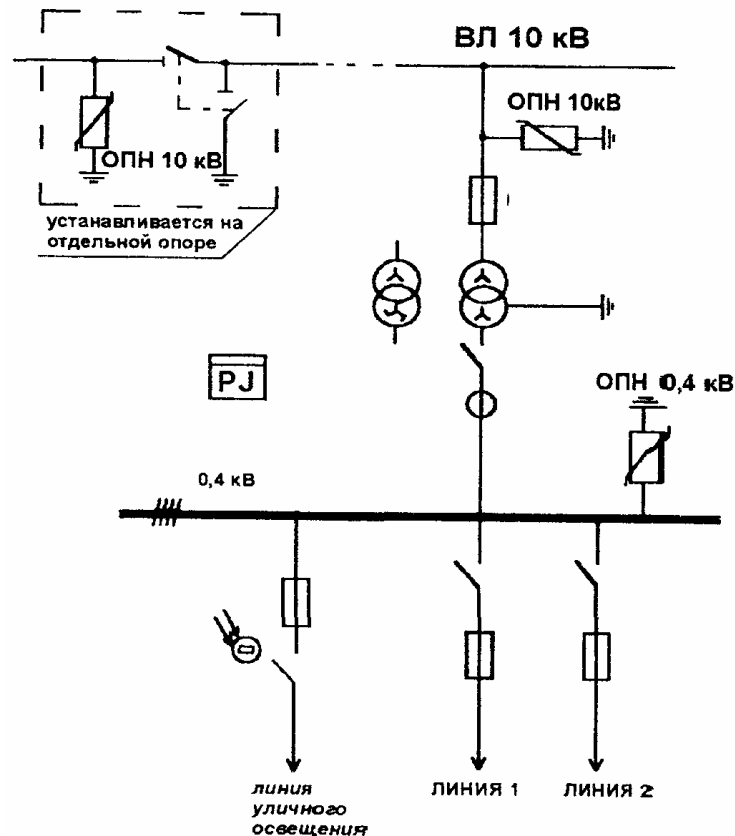 ВЛ 10 кВ
ОПН 10кВ
ОПН 10 кВ
устанавливается на
отдельной опоре
PJ
ОПН 0,4 кВ
0,4 кВ
линия
уличного
освещения
ЛИНИЯ 1
ЛИНИЯ 2